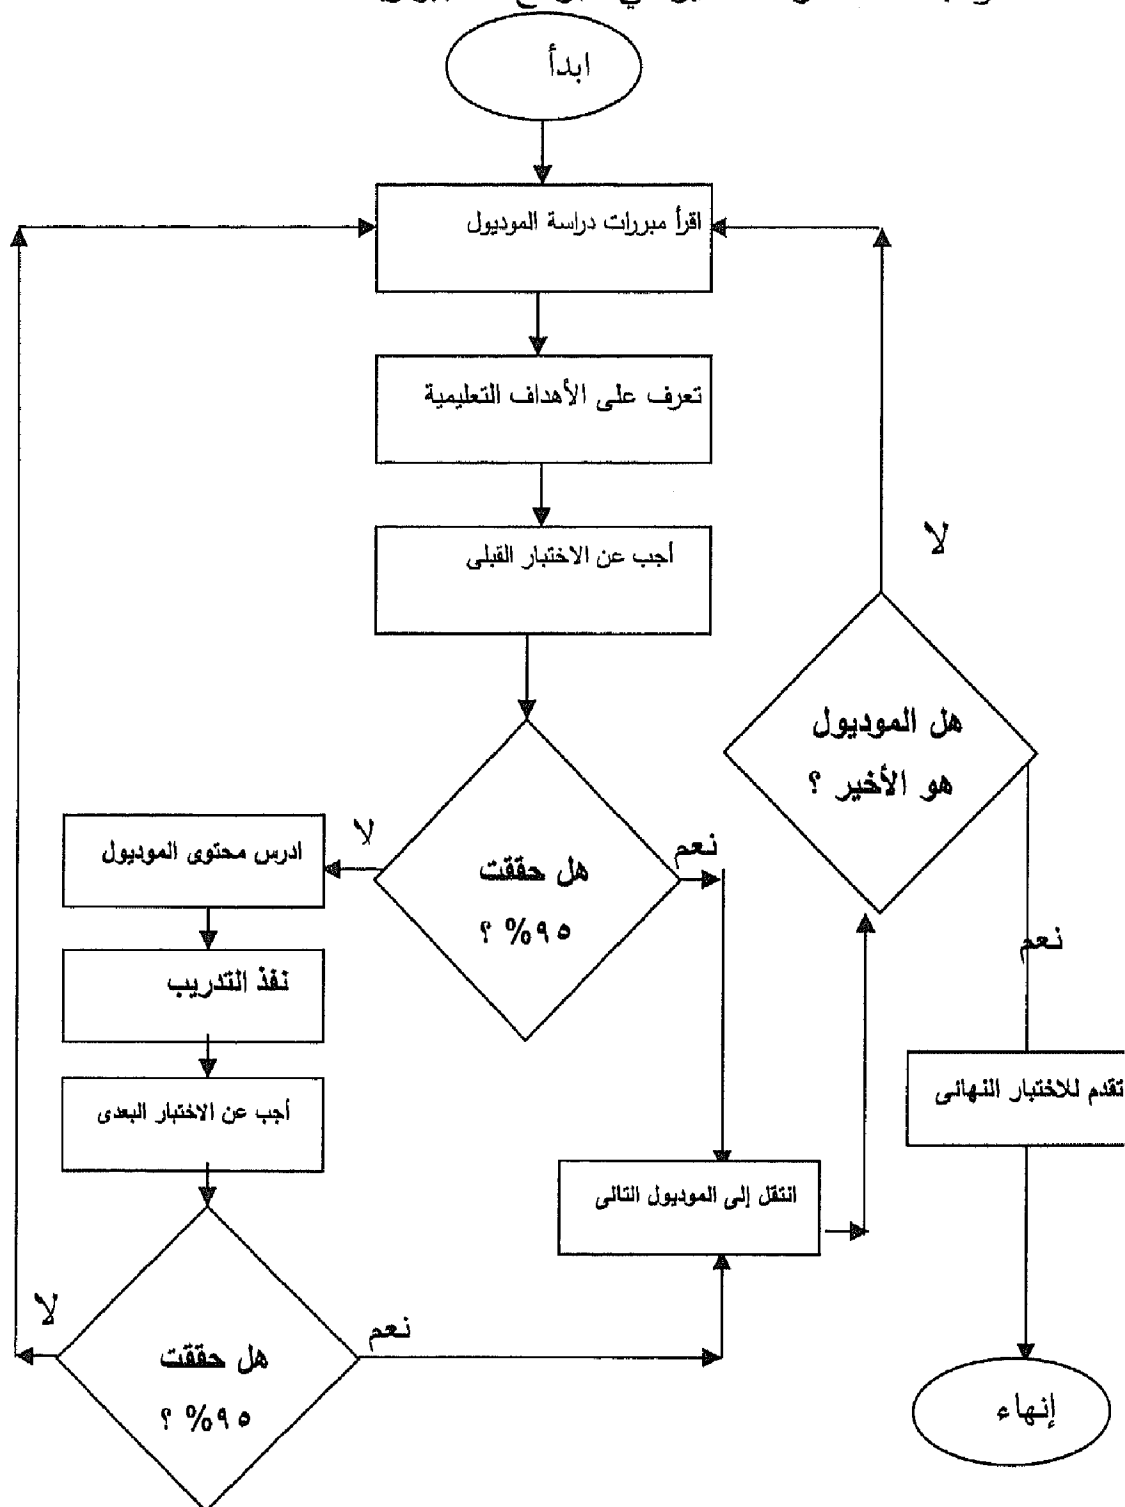 ابدأ
اقرأ مبررات دراسة الموديول
تعرف على الأهداف التعليمية
أجب عن الاختبار القبلى
لا
هل الموديول
هو الأخير ؟
نعم
تقدم للاختبار النهائى
إنهاء
هل حققت
٩٥% ؟
نعم
لا
ادرس محتوى الموديول
نفذ التدريب
أجب عن الاختبار البعدى
هل حققت
٩٥% ؟
نعم
لا
انتقل إلى الموديول التالى